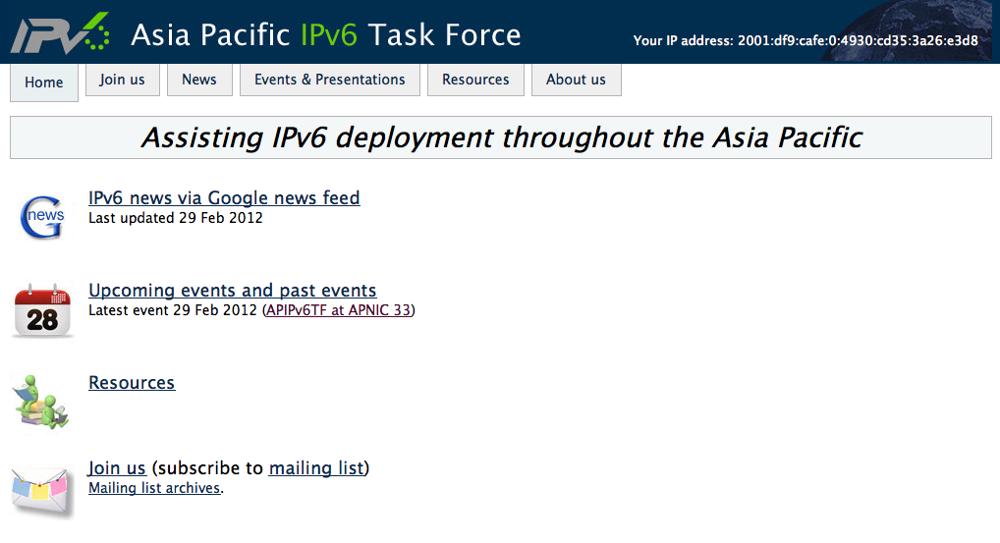 IPv6
Asia Pacific IPv6 Task Force
Your IP address: 2001:df9:cafe:0:4930:cd35:3a26:e3d8
Home
Join us
News
Events & Presentations
Resources
About us
Assisting IPv6 deployment throughout the Asia Pacific
G news
IPv6 news via Google news feed
Last updated 29 Feb 2012
28
Upcoming events and past events
Latest event 29 Feb 2012 (APIPv6TF at APNIC 33)
Resources
Join us (subscribe to mailing list)
Mailing list archives.